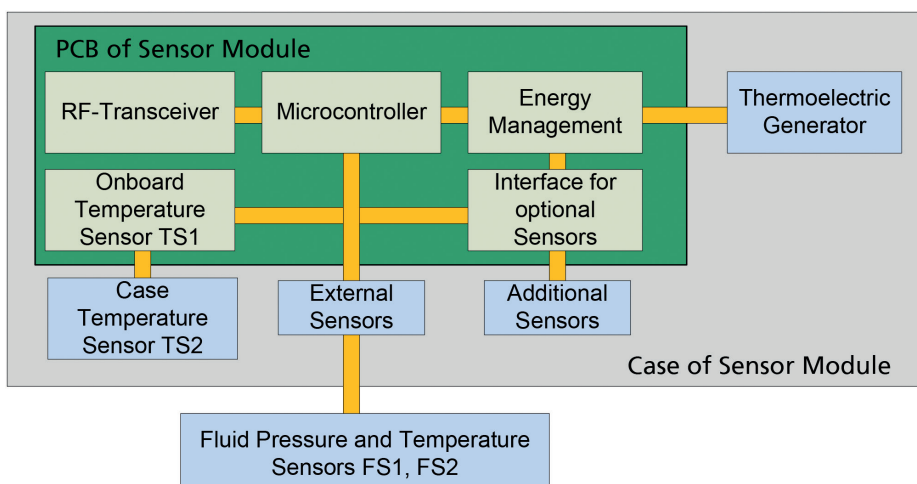 PCB of Sensor Module
RF-Transceiver
Microcontroller
Energy
Management
Thermoelectric
Generator
Onboard
Temperature
Sensor TS1
Interface for
optional
Sensors
Case
Temperature
Sensor TS2
External
Sensors
Additional
Sensors
Case of Sensor Module
Fluid Pressure and Temperature
Sensors FS1, FS2